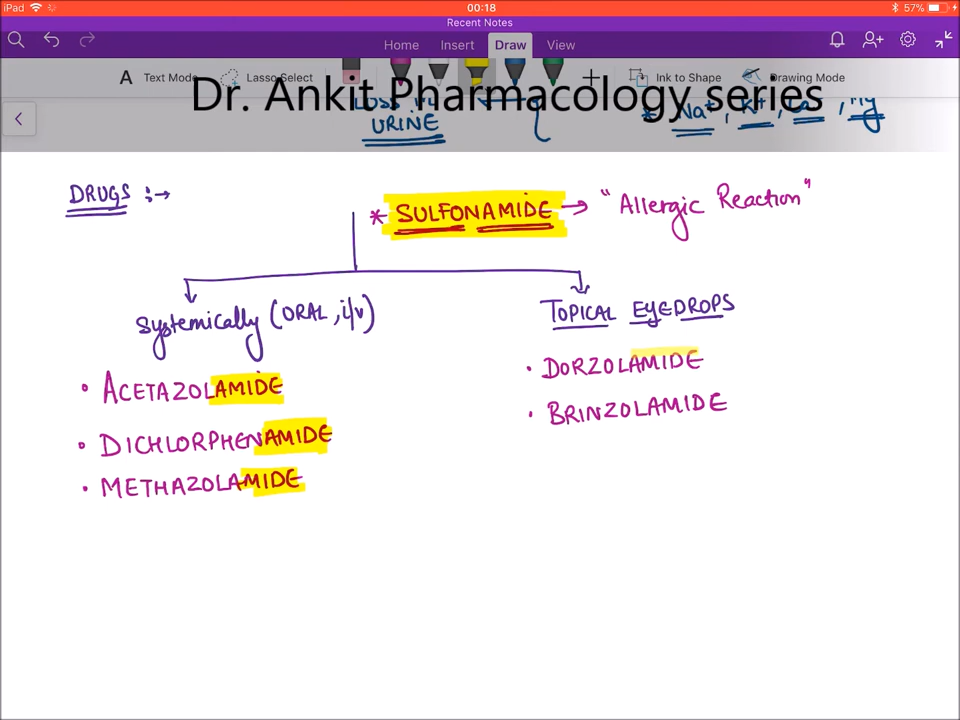 iPad 00:18 57%
Recent Notes
Home Insert Draw View
A Text Mode Lasso Select Ink to Shape Drawing Mode
Dr. Ankit Pharmacology series
URINE * Na+, K+,
DRUGS :→
* SULFONAMIDE → "Allergic Reaction"
Systemically (ORAL, i/v)
TOPICAL EYEDROPS
• ACETAZOLAMIDE
• DICHLORPHENAMIDE
• METHAZOLAMIDE
• DORZOLAMIDE
• BRINZOLAMIDE